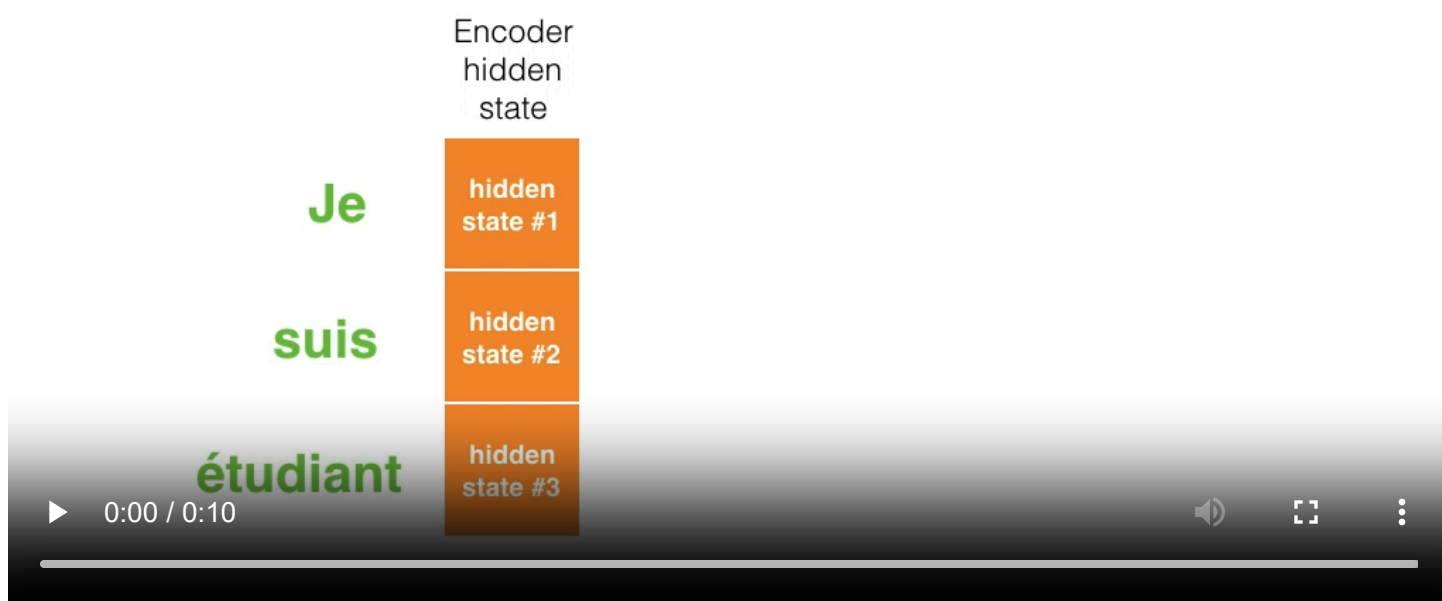 Encoder
hidden
state
Je
hidden
state #1
suis
hidden
state #2
étudiant
hidden
state #3
0:00 / 0:10